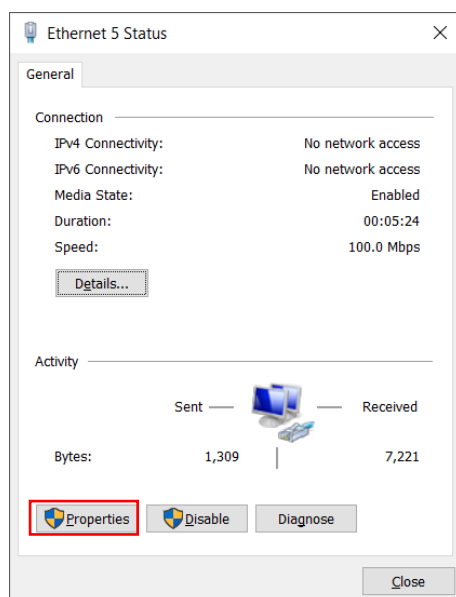 Ethernet 5 Status
General
Connection
IPv4 Connectivity: No network access
IPv6 Connectivity: No network access
Media State: Enabled
Duration: 00:05:24
Speed: 100.0 Mbps
Details...
Activity
Sent Received
Bytes: 1,309 7,221
Properties Disable Diagnose
Close